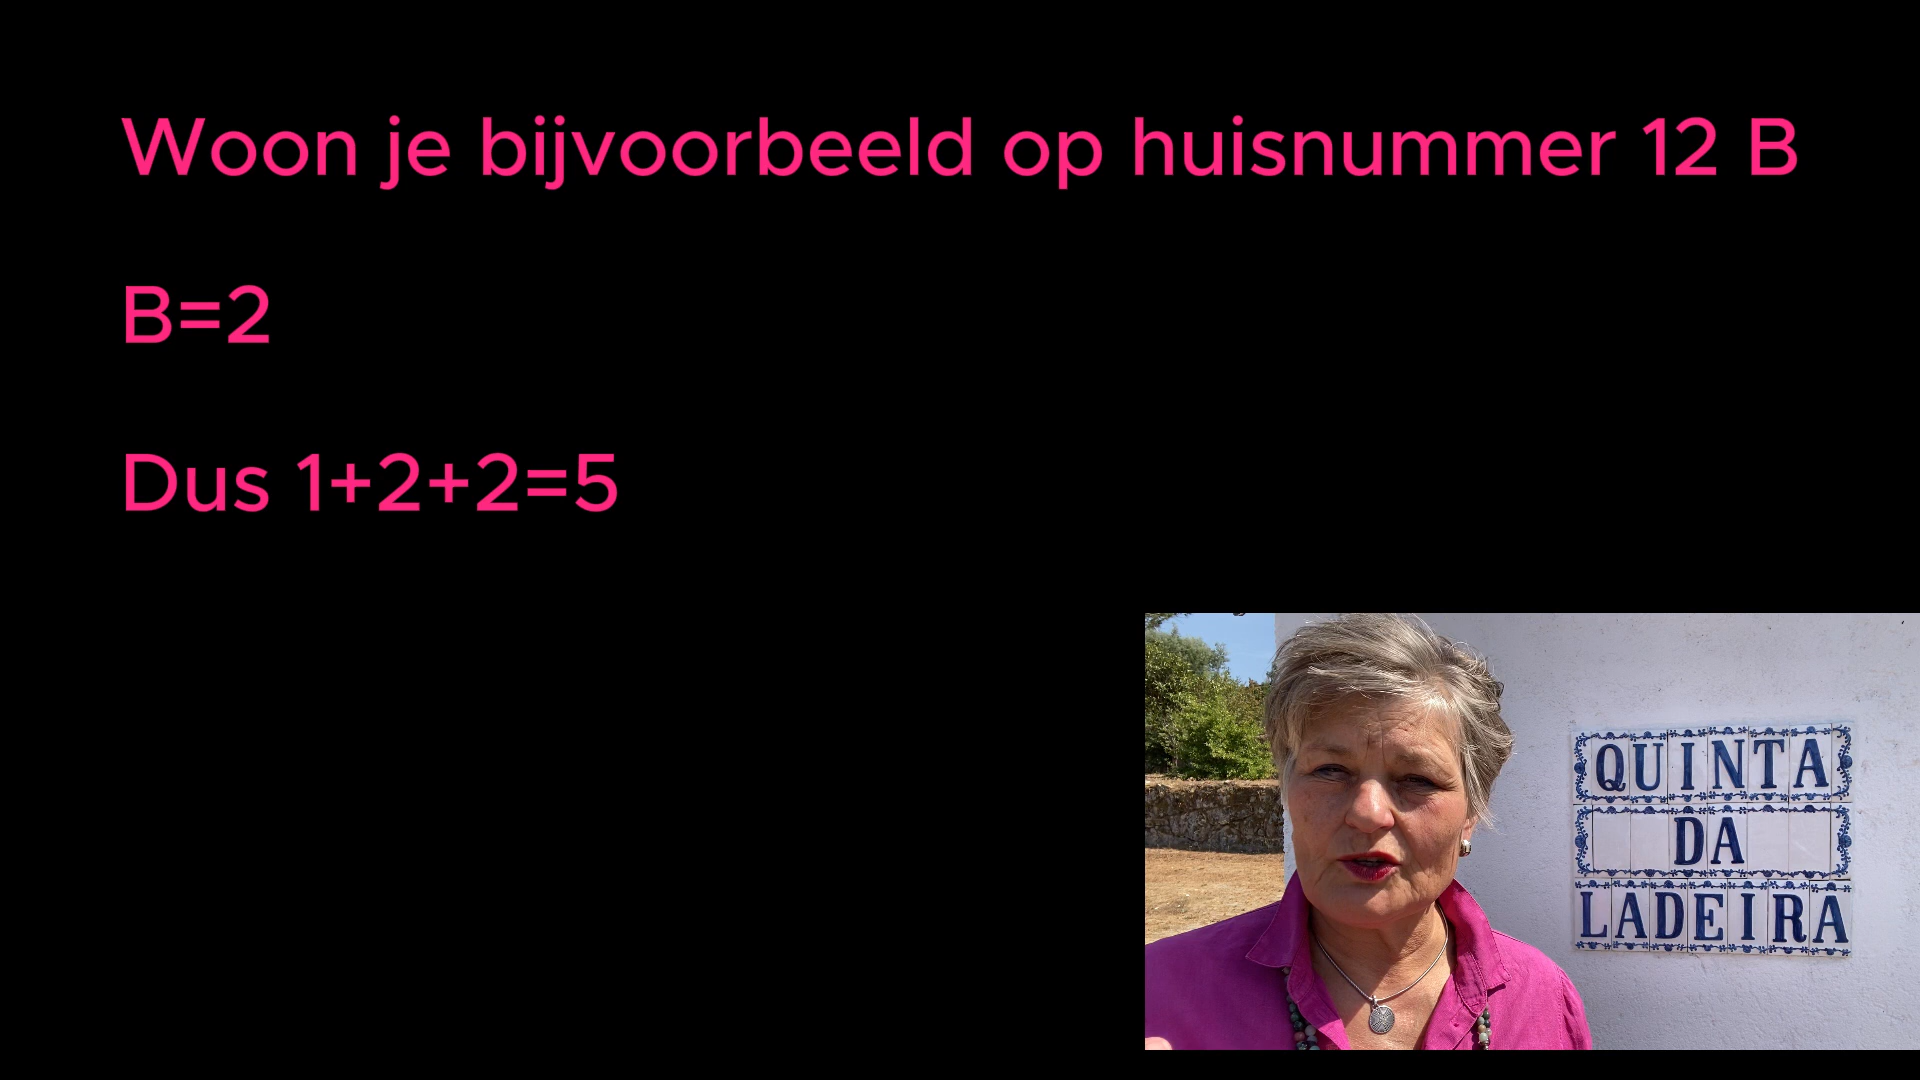 Woon je bijvoorbeeld op huisnummer 12 B
B=2
Dus 1+2+2=5
QUINTA
DA
LADEIRA